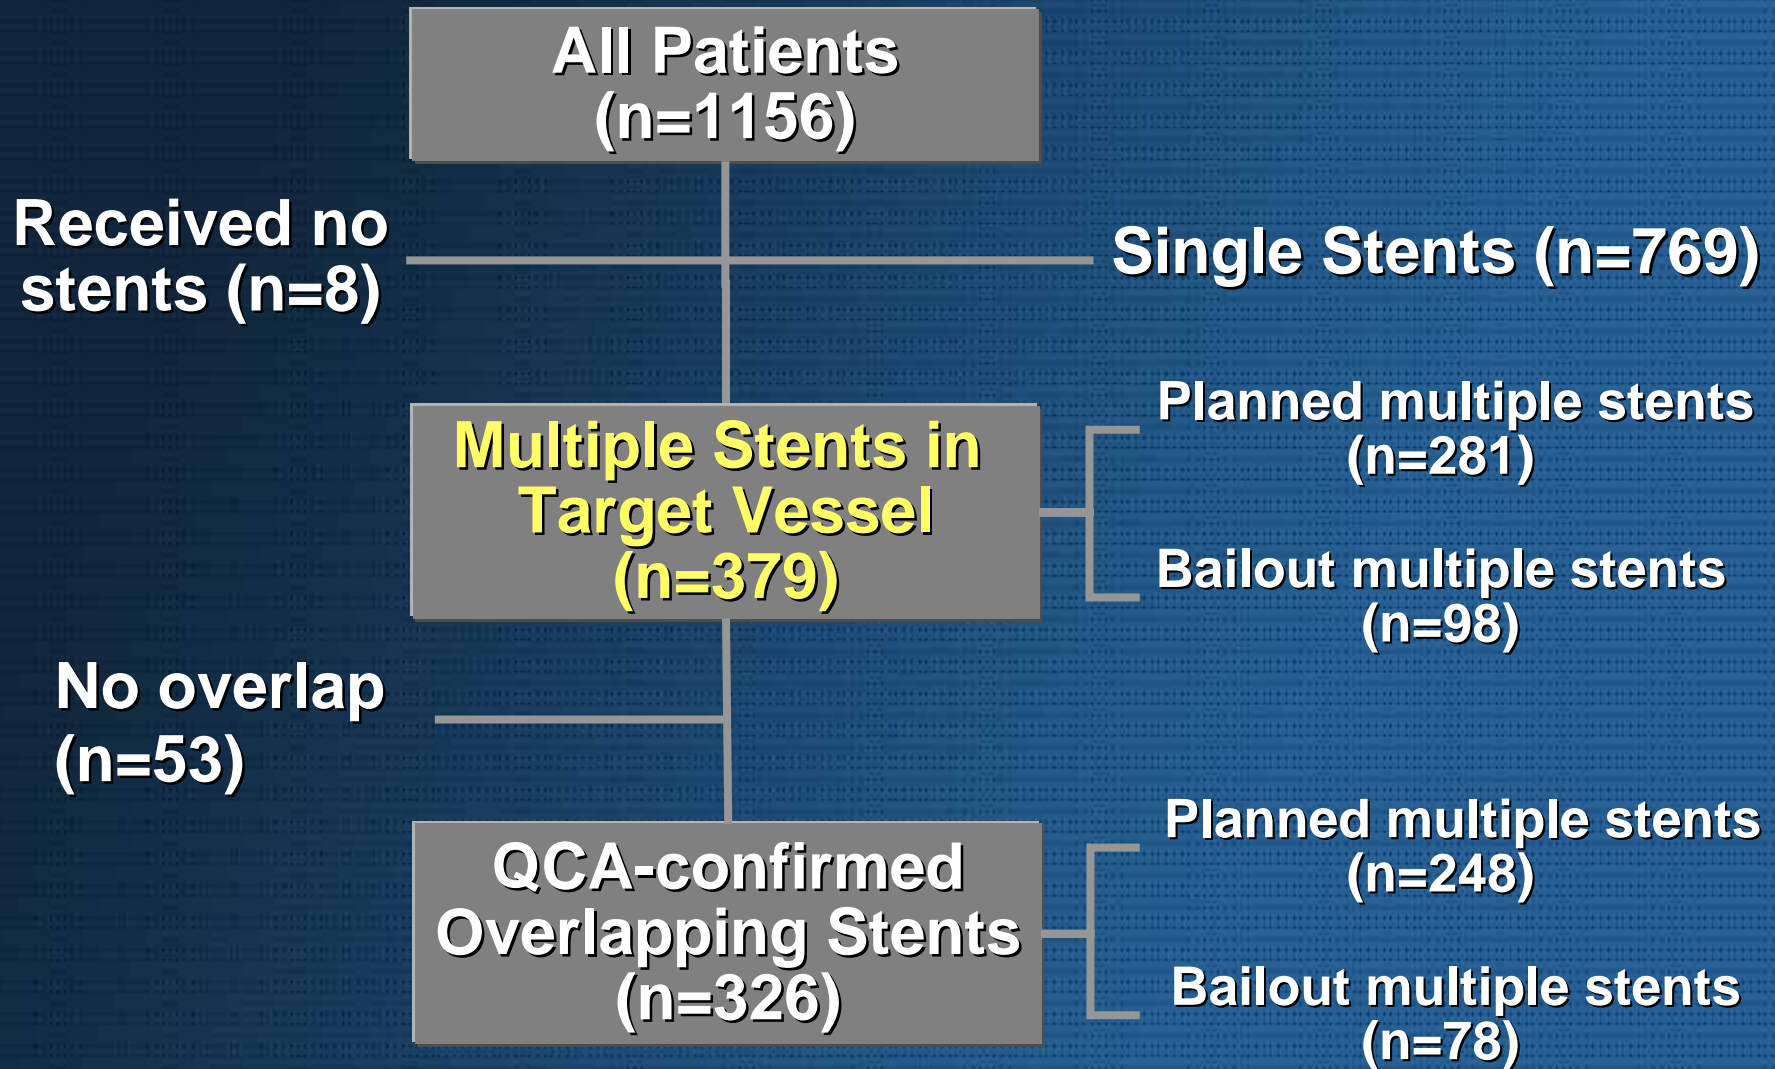 All Patients
(n=1156)
Received no
stents (n=8)
Single Stents (n=769)
Multiple Stents in
Target Vessel
(n=379)
Planned multiple stents
(n=281)
Bailout multiple stents
(n=98)
No overlap
(n=53)
QCA-confirmed
Overlapping Stents
(n=326)
Planned multiple stents
(n=248)
Bailout multiple stents
(n=78)